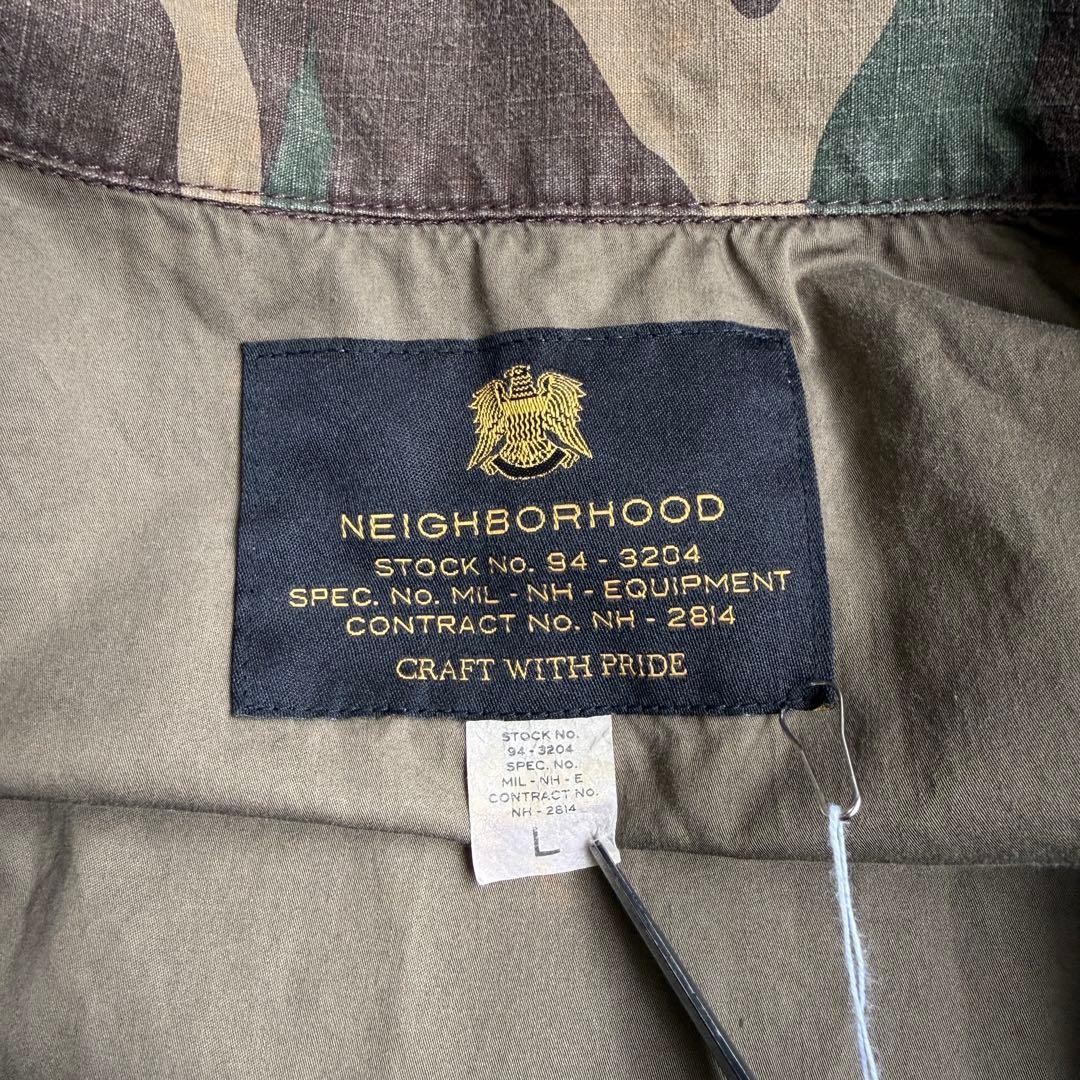 NEIGHBORHOOD
STOCK No. 94 - 3204
SPEC. No. MIL - NH - EQUIPMENT
CONTRACT No. NH - 2814
CRAFT WITH PRIDE
STOCK NO.
94-3204
SPEC. NO.
MIL - NH - E
CONTRACT NO.
NH - 2814
L